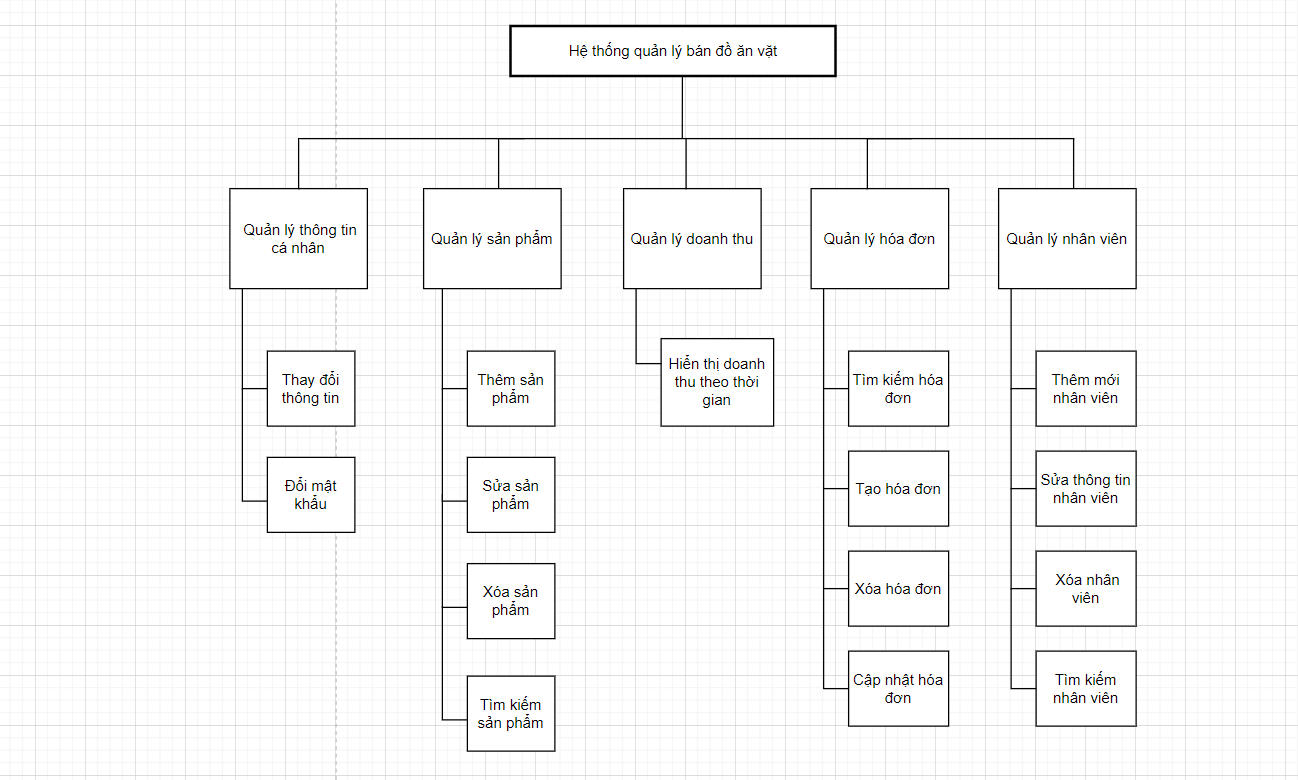 Hệ thống quản lý bán đồ ăn vặt
Quản lý thông tin
cá nhân
Quản lý sản phẩm
Quản lý doanh thu
Quản lý hóa đơn
Quản lý nhân viên
Thay đổi
thông tin
Đổi mật
khẩu
Thêm sản
phẩm
Sửa sản
phẩm
Xóa sản
phẩm
Tìm kiếm
sản phẩm
Hiển thị doanh
thu theo thời
gian
Tìm kiếm hóa
đơn
Tạo hóa đơn
Xóa hóa đơn
Cập nhật hóa
đơn
Thêm mới
nhân viên
Sửa thông tin
nhân viên
Xóa nhân
viên
Tìm kiếm
nhân viên